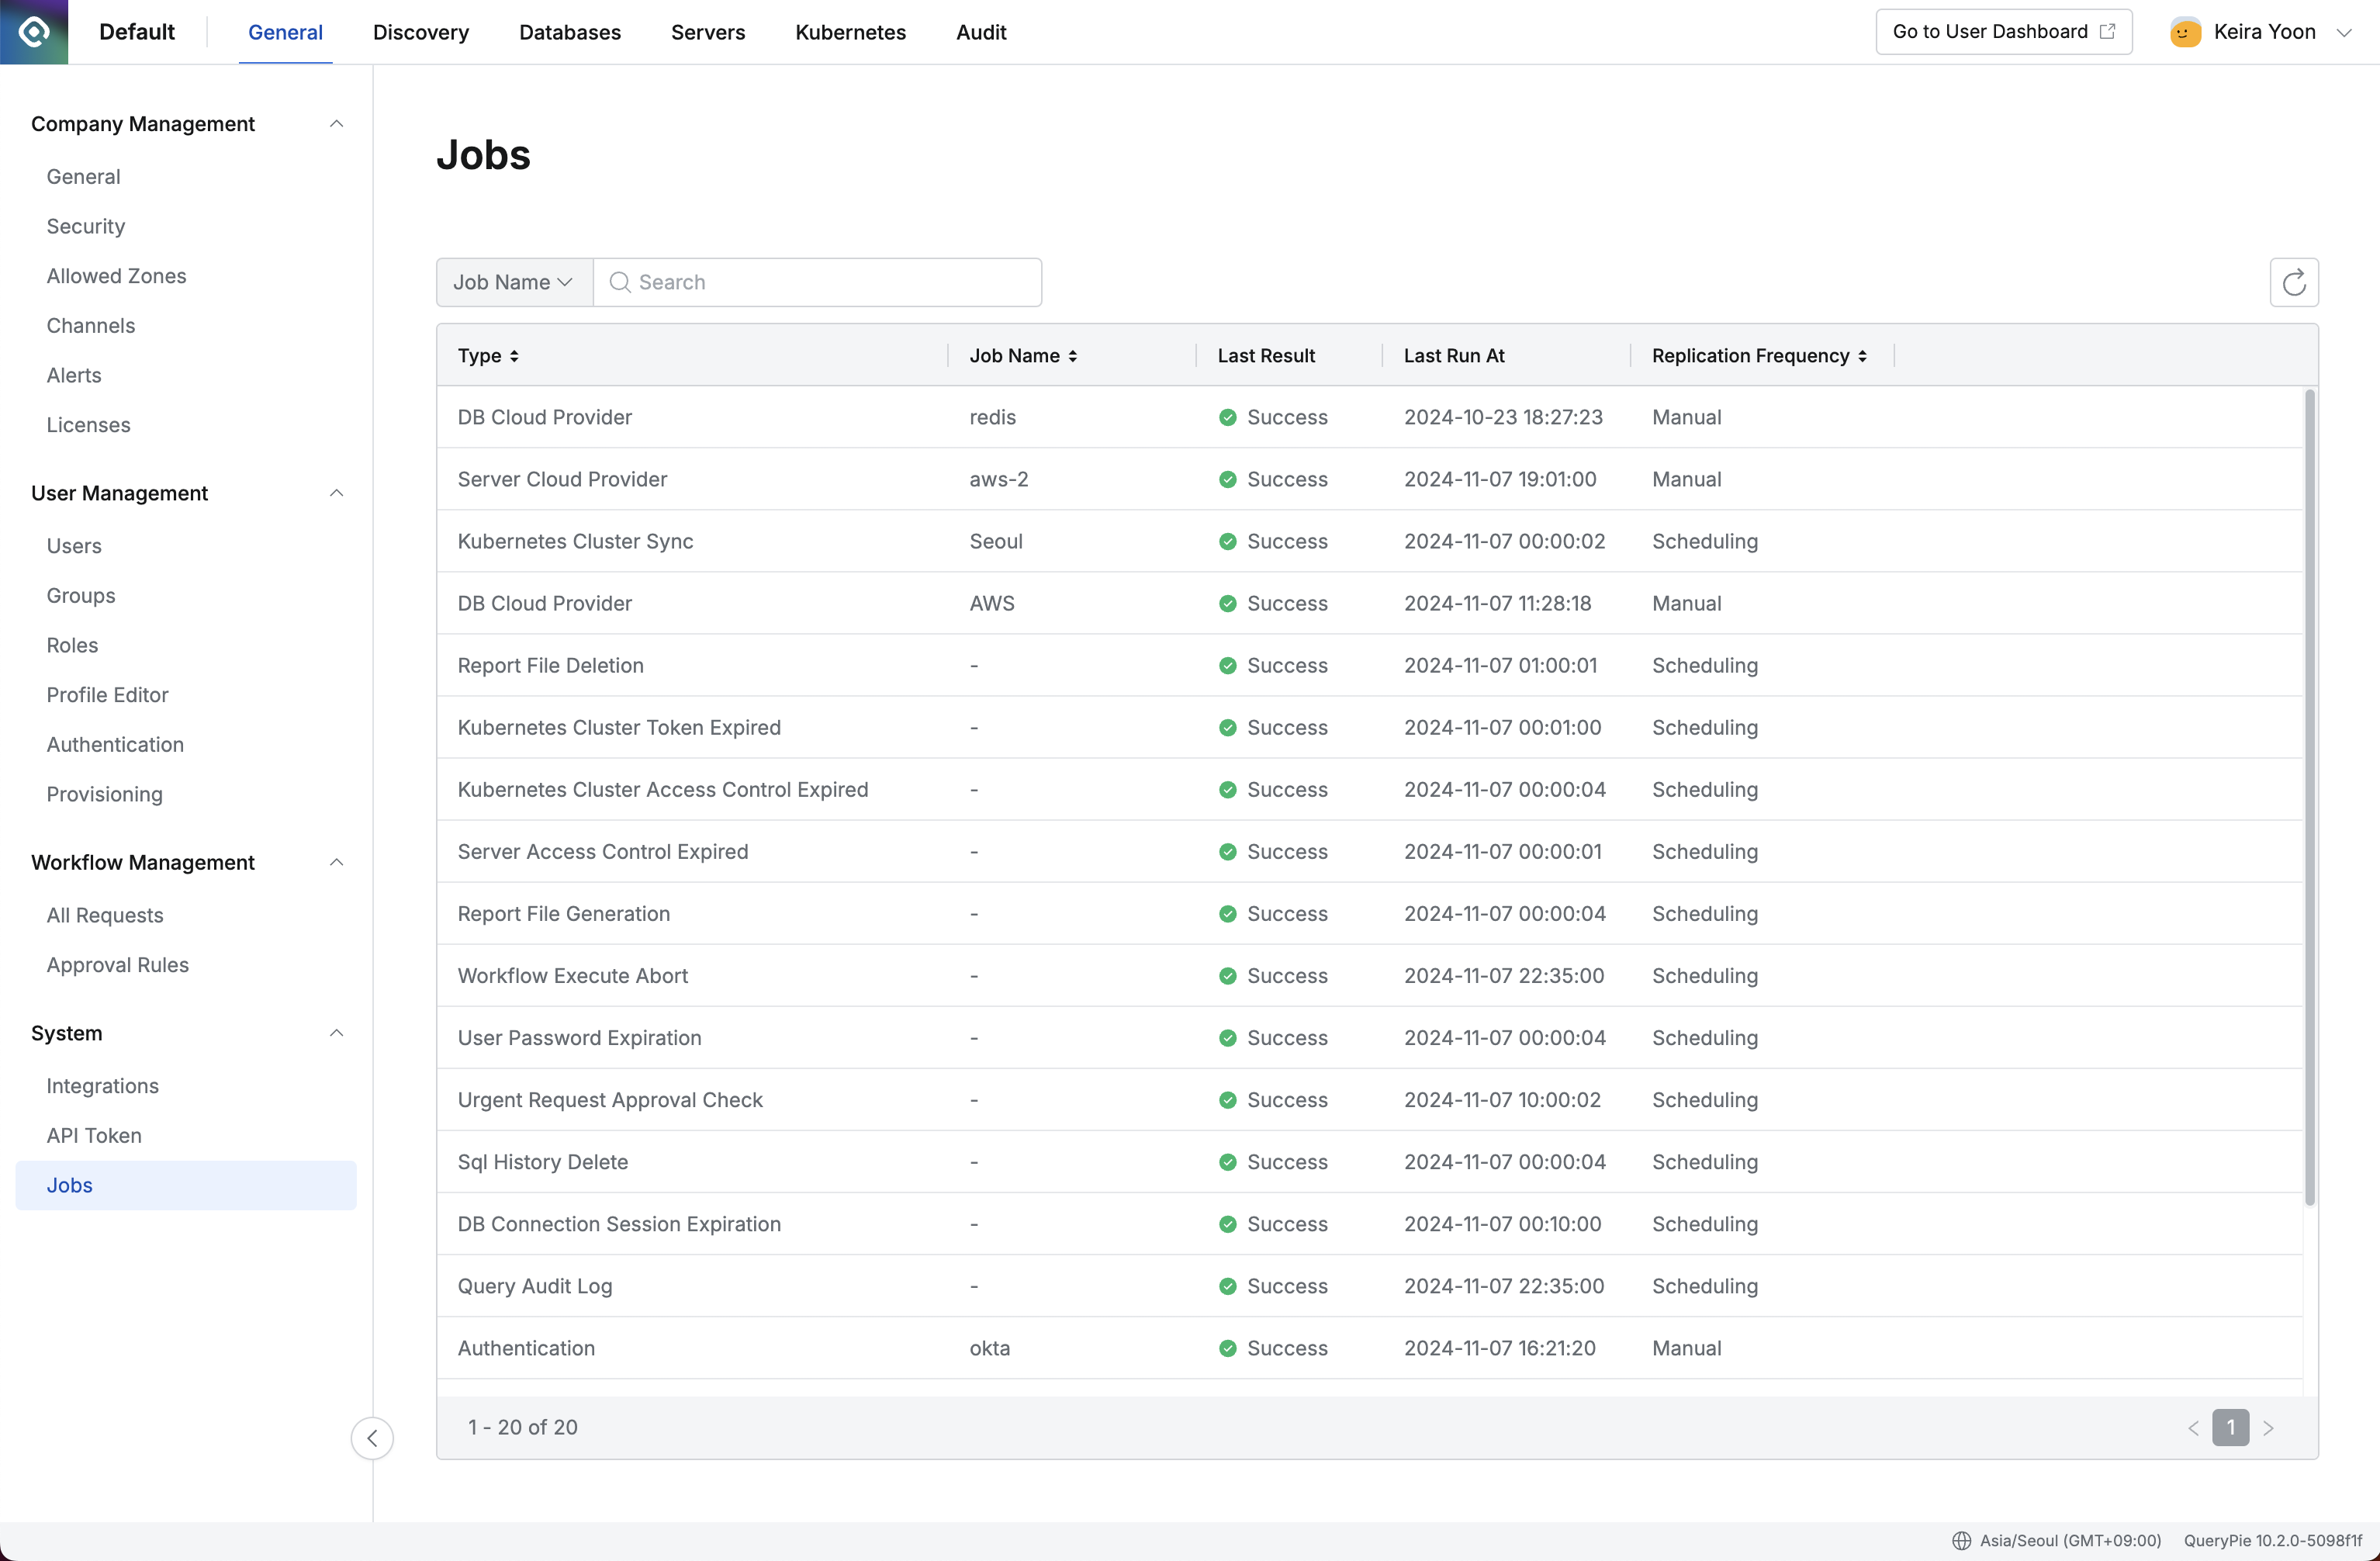 Default General Discovery Databases Servers Kubernetes Audit Go to User Dashboard Keira Yoon
Company Management
General
Security
Allowed Zones
Channels
Alerts
Licenses
User Management
Users
Groups
Roles
Profile Editor
Authentication
Provisioning
Workflow Management
All Requests
Approval Rules
System
Integrations
API Token
Jobs
Jobs
Job Name Search
Type Job Name Last Result Last Run At Replication Frequency
DB Cloud Provider redis Success 2024-10-23 18:27:23 Manual
Server Cloud Provider aws-2 Success 2024-11-07 19:01:00 Manual
Kubernetes Cluster Sync Seoul Success 2024-11-07 00:00:02 Scheduling
DB Cloud Provider AWS Success 2024-11-07 11:28:18 Manual
Report File Deletion - Success 2024-11-07 01:00:01 Scheduling
Kubernetes Cluster Token Expired - Success 2024-11-07 00:01:00 Scheduling
Kubernetes Cluster Access Control Expired - Success 2024-11-07 00:00:04 Scheduling
Server Access Control Expired - Success 2024-11-07 00:00:01 Scheduling
Report File Generation - Success 2024-11-07 00:00:04 Scheduling
Workflow Execute Abort - Success 2024-11-07 22:35:00 Scheduling
User Password Expiration - Success 2024-11-07 00:00:04 Scheduling
Urgent Request Approval Check - Success 2024-11-07 10:00:02 Scheduling
Sql History Delete - Success 2024-11-07 00:00:04 Scheduling
DB Connection Session Expiration - Success 2024-11-07 00:10:00 Scheduling
Query Audit Log - Success 2024-11-07 22:35:00 Scheduling
Authentication okta Success 2024-11-07 16:21:20 Manual
1 - 20 of 20 1
Asia/Seoul (GMT+09:00) QueryPie 10.2.0-5098f1f